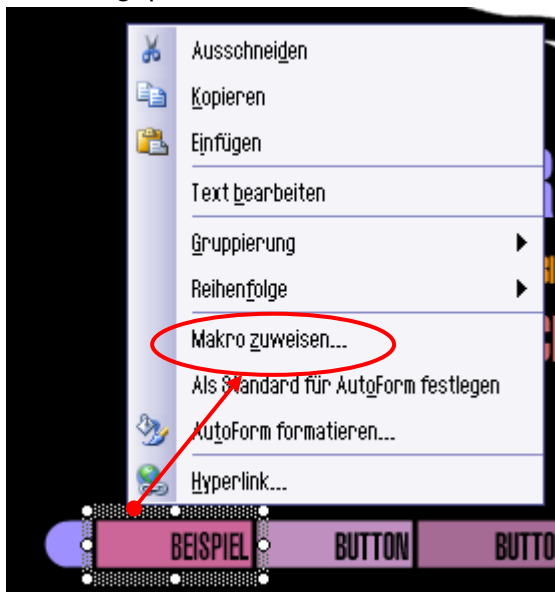 Ausschneiden
Kopieren
Einfügen
Text bearbeiten
Gruppierung
Reihenfolge
Makro zuweisen...
Als Standard für AutoForm festlegen
AutoForm formatieren...
Hyperlink...
BEISPIEL BUTTON BUTTO